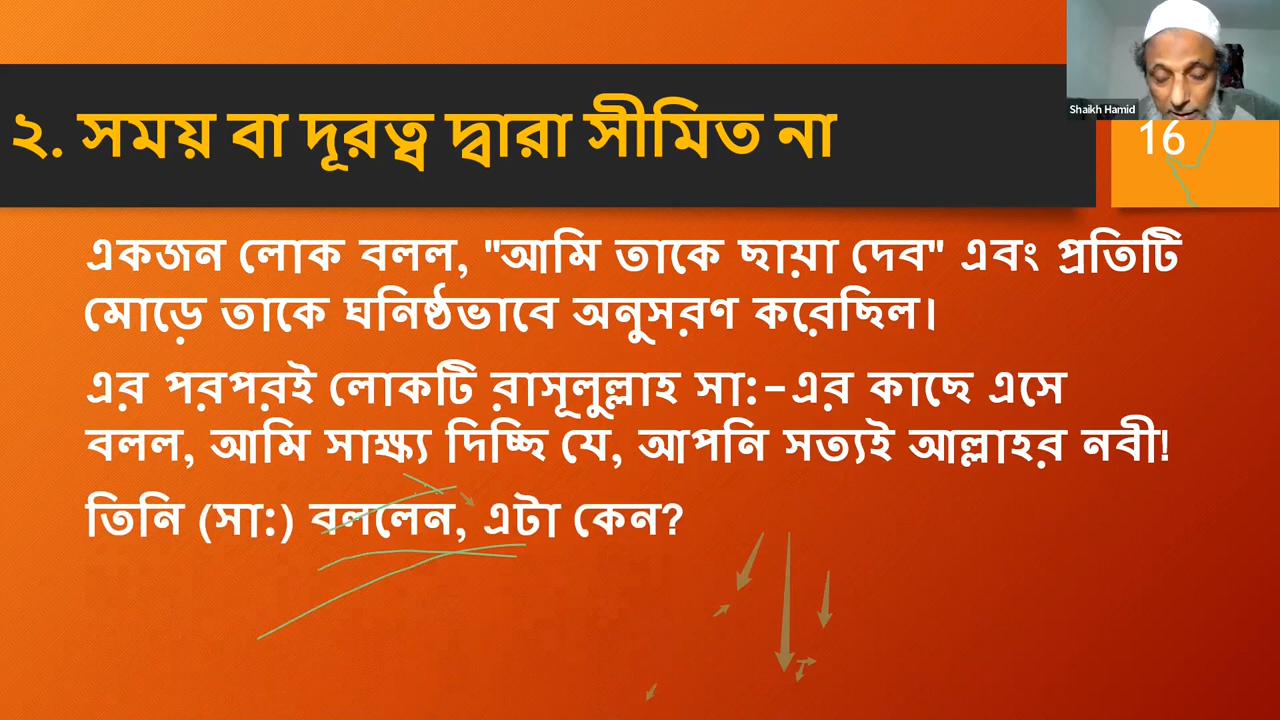 Shaikh Hamid
16
২. সময় বা দূরত্ব দ্বারা সীমিত না
একজন লোক বলল, "আমি তাকে ছায়া দেব" এবং প্রতিটি
মোড়ে তাকে ঘনিষ্ঠভাবে অনুসরণ করেছিল।
এর পরপরই লোকটি রাসূলুল্লাহ সা:-এর কাছে এসে
বলল, আমি সাক্ষ্য দিচ্ছি যে, আপনি সত্যই আল্লাহর নবী!
তিনি (সা:) বললেন, এটা কেন?